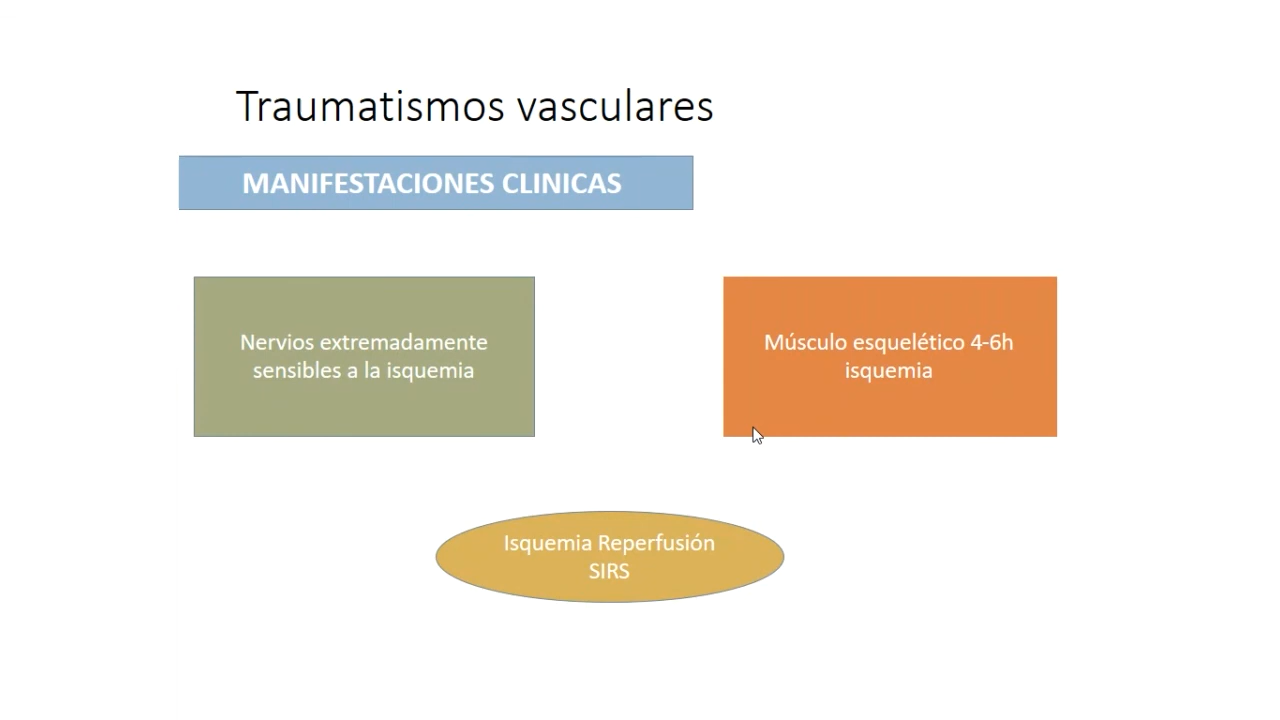 Traumatismos vasculares
MANIFESTACIONES CLINICAS
Nervios extremadamente
sensibles a la isquemia
Músculo esquelético 4-6h
isquemia
Isquemia Reperfusión
SIRS